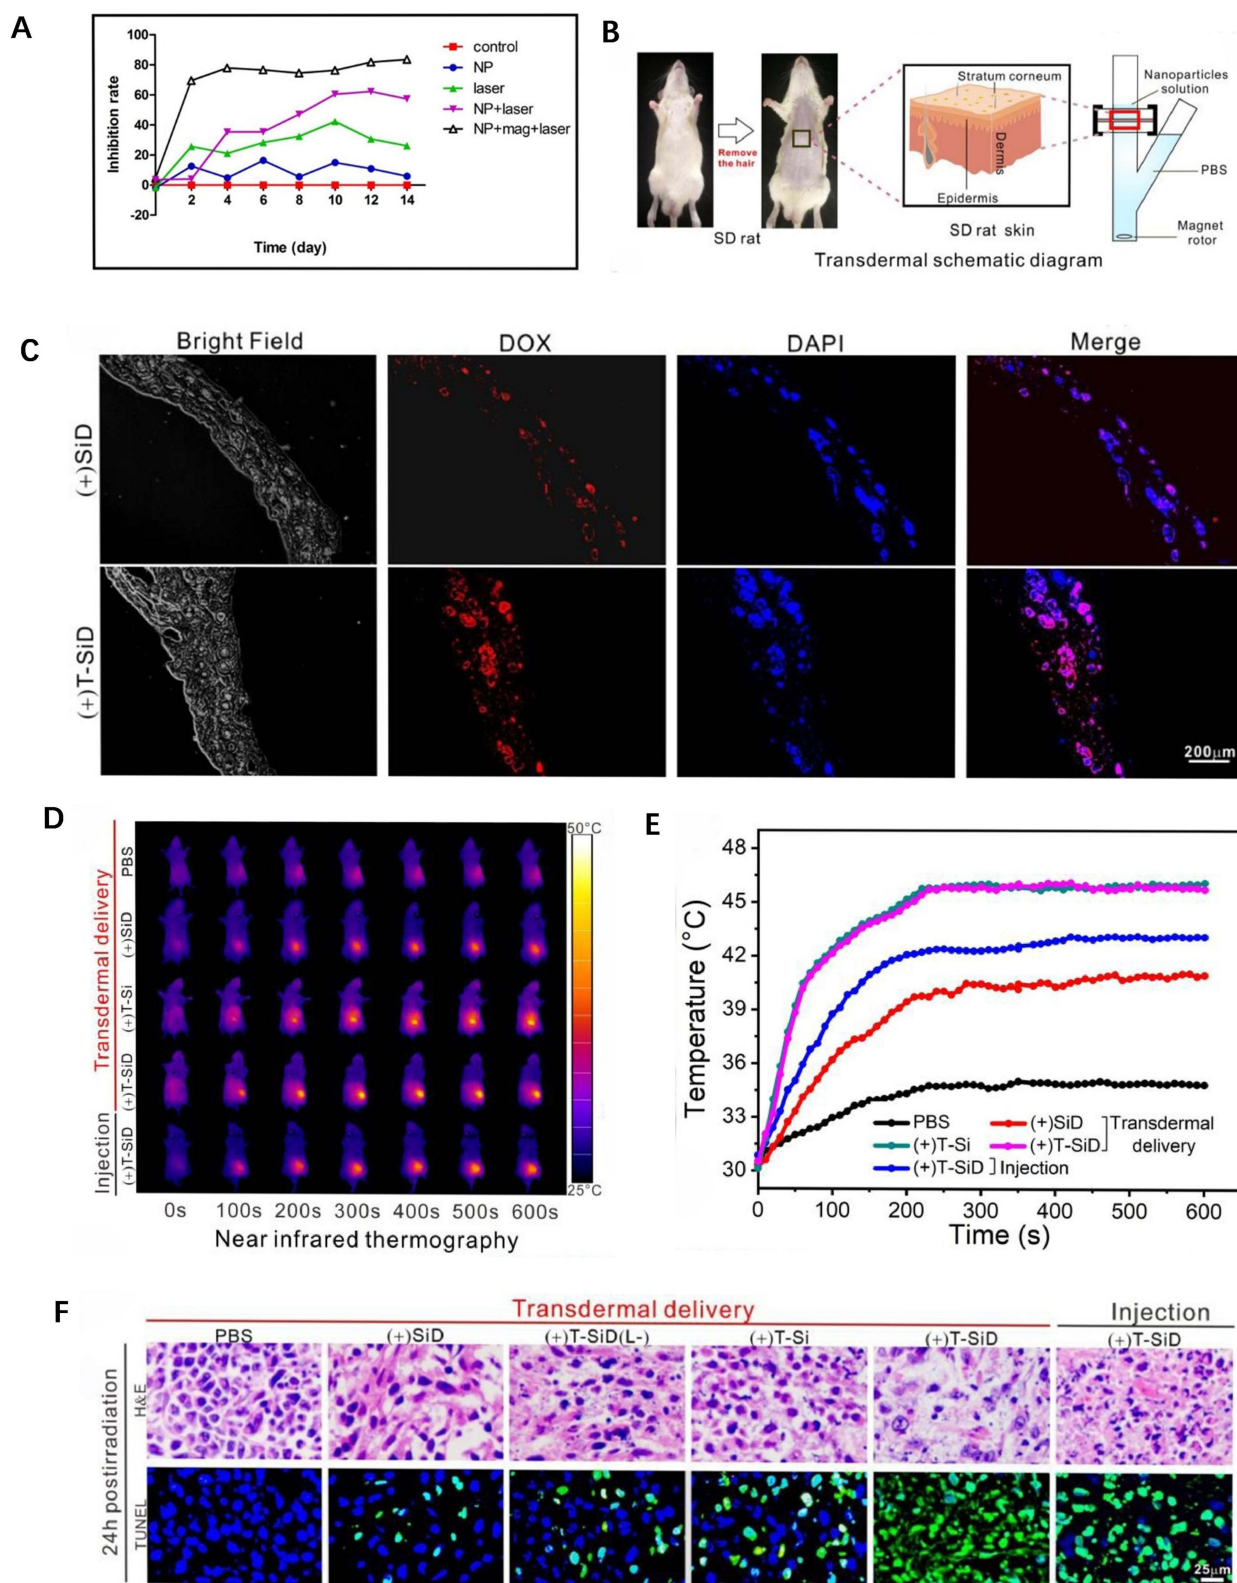 A
Inhibition rate
100
80
60
40
20
0
-20
2 4 6 8 10 12 14
Time (day)
control
NP
laser
NP+laser
NP+mag+laser
B
Remove
the hair
SD rat
Stratum corneum
Dermis
Epidermis
SD rat skin
Nanoparticles
solution
PBS
Magnet
rotor
Transdermal schematic diagram
C
Bright Field DOX DAPI Merge
(+)SiD
(+)T-SiD
200μm
D
Transdermal delivery
PBS
(+)SiD
(+)T-Si
(+)T-SiD
Injection
(+)T-SiD
50°C
25°C
0s 100s 200s 300s 400s 500s 600s
Near infrared thermography
E
Temperature (°C)
48
45
42
39
36
33
30
0 100 200 300 400 500 600
Time (s)
PBS (+)SiD Transdermal
(+)T-Si (+)T-SiD delivery
(+)T-SiD Injection
F
Transdermal delivery Injection
PBS (+)SiD (+)T-SiD(L-) (+)T-Si (+)T-SiD (+)T-SiD
24h postirradiation
H&E
TUNEL
25μm